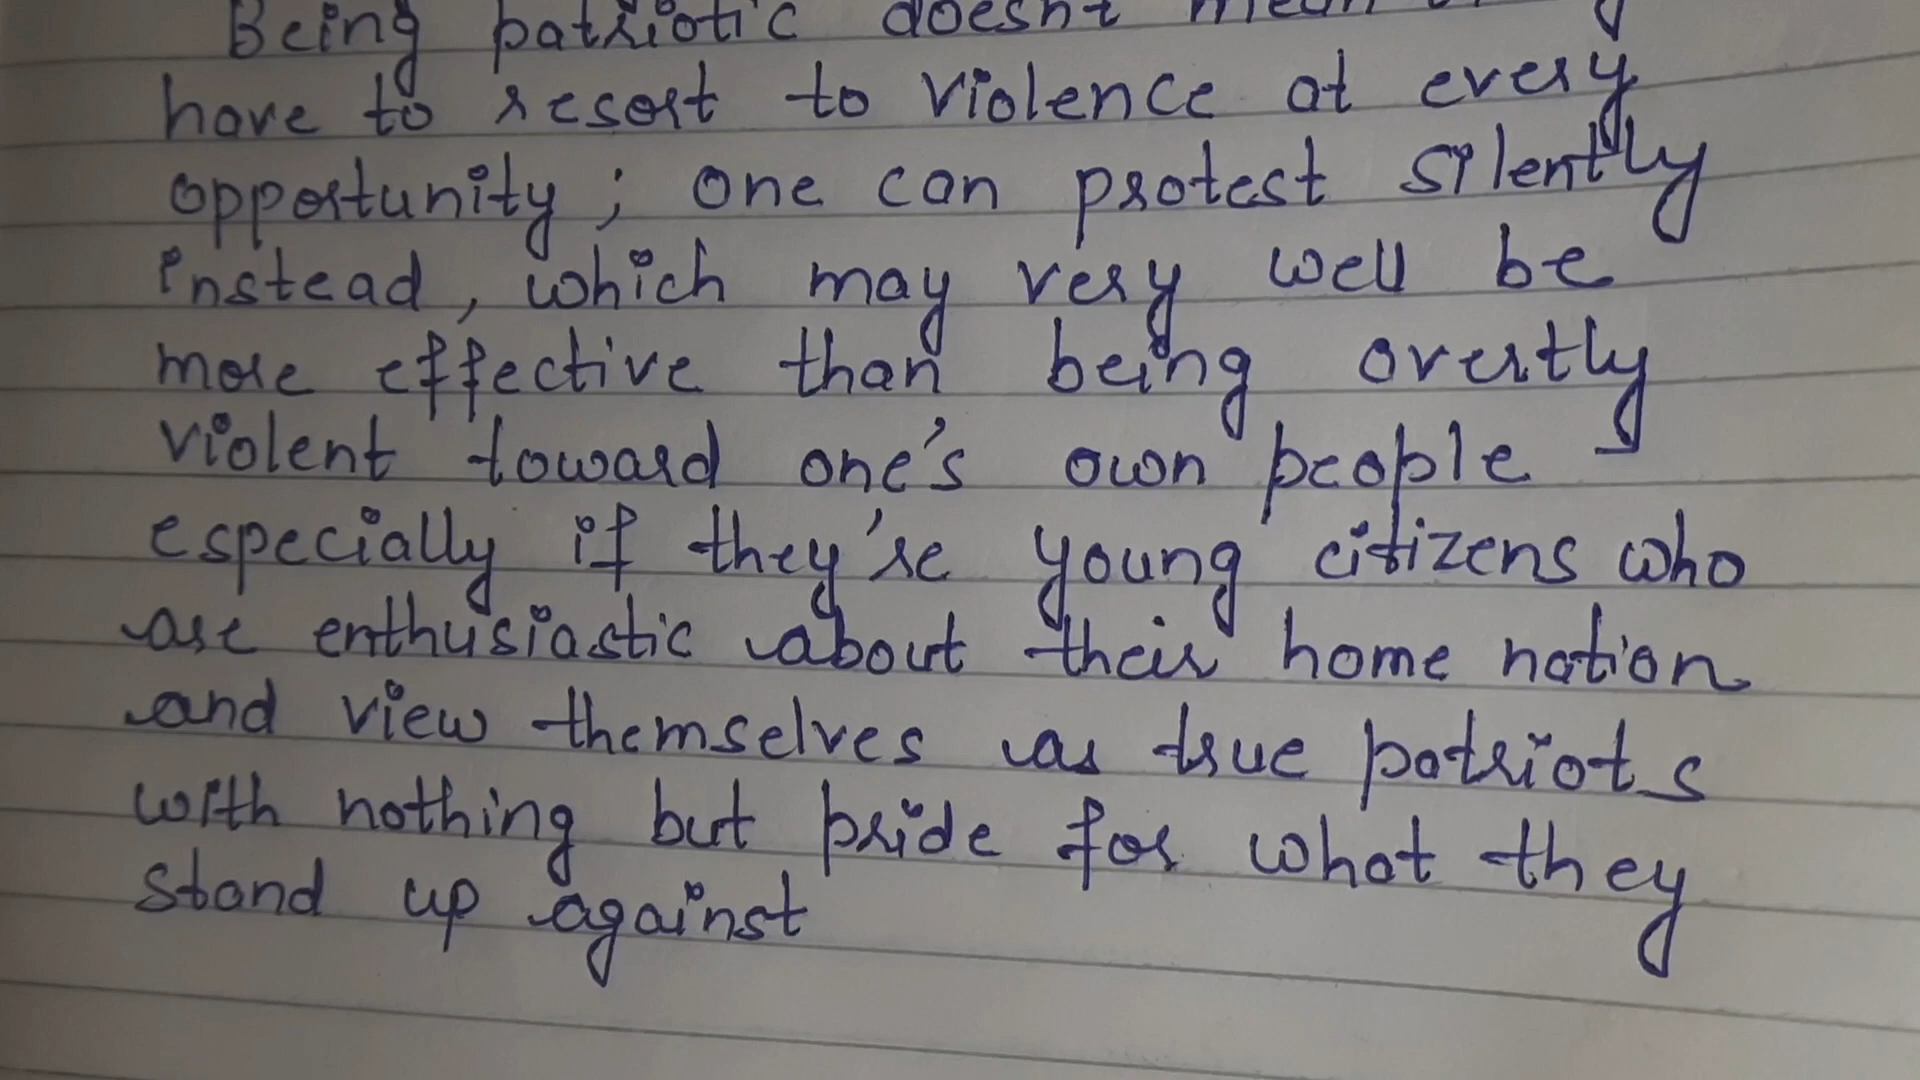 Being patriotic doesn't mean
have to resort to violence at every
opportunity; one can protest silently
instead, which may very well be
more effective than being overtly
violent toward one's own people
especially if they're young citizens who
are enthusiastic about their home nation
and view themselves as true patriots
with nothing but pride for what they
stand up against